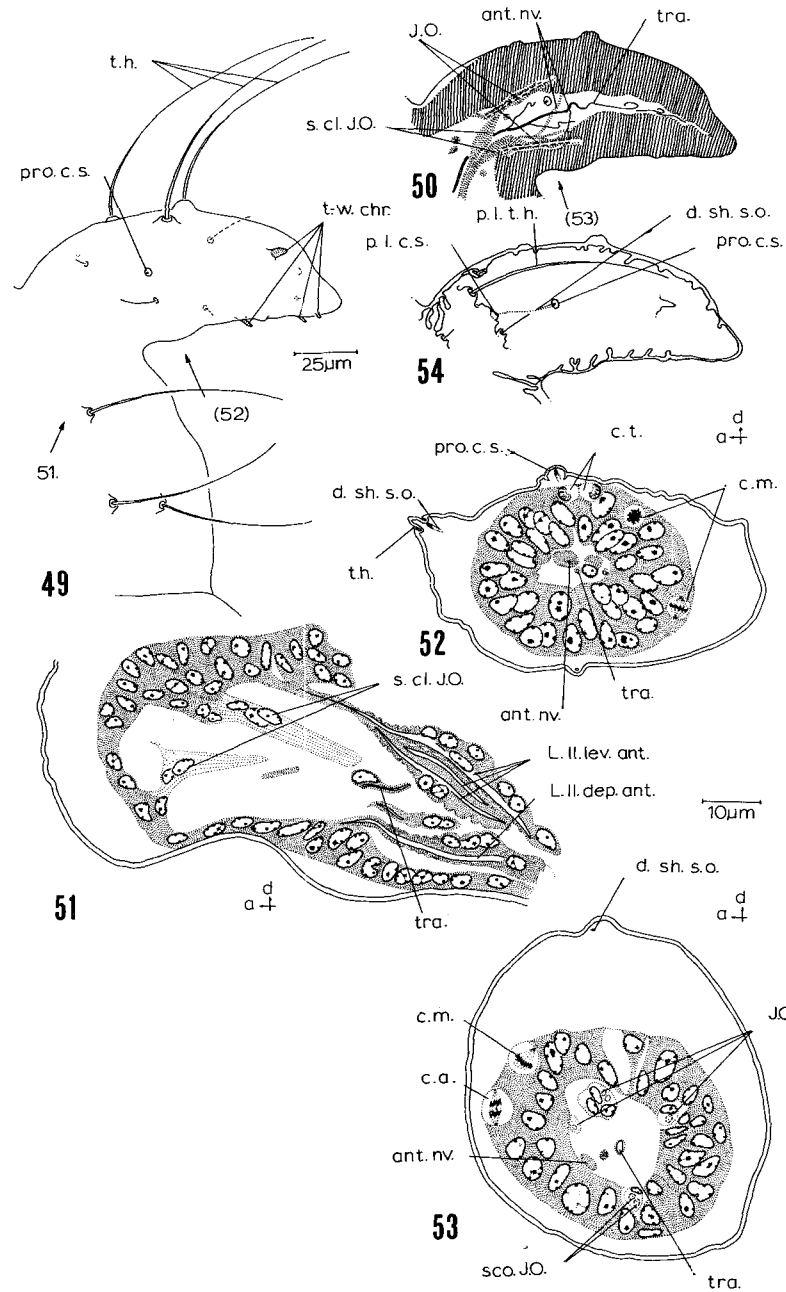 t.h.
pro. c. s.
t.-w. chr.
25µm
(52)
51.
49
J.O.
ant. nv.
tra.
s. cl. J.O.
50
(53)
p. l. c.s.
p. l. t. h.
d. sh. s.o.
pro. c.s.
54
a d
pro. c. s.
c.t.
c.m.
d. sh. s.o.
t.h.
52
ant. nv.
tra.
s. cl. J.O.
L. II. lev. ant.
L. II. dep. ant.
10µm
51
a d
tra.
d. sh. s.o.
a d
c.m.
J.O
c.a.
ant. nv.
53
sco. J.O.
tra.